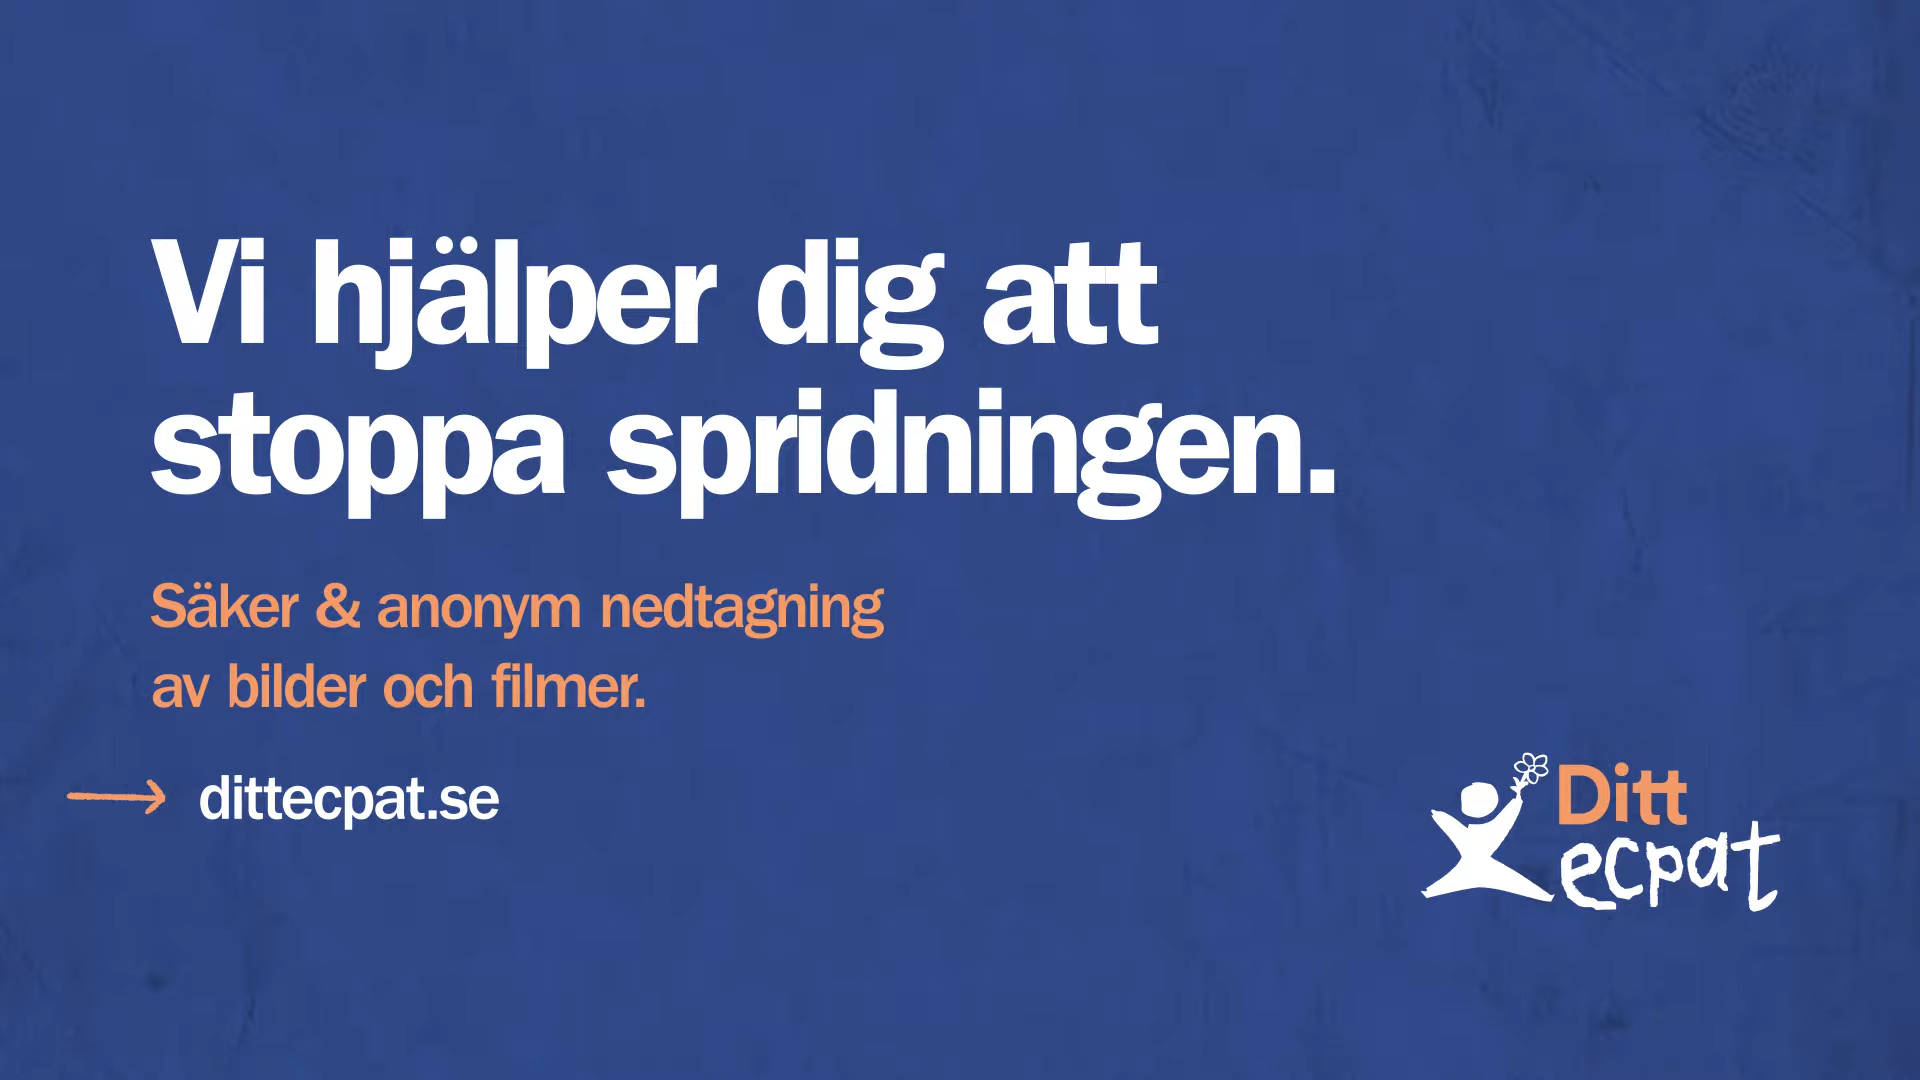 Vi hjälper dig att
stoppa spridningen.
Säker & anonym nedtagning
av bilder och filmer.
dittecpat.se
Ditt
ecpat